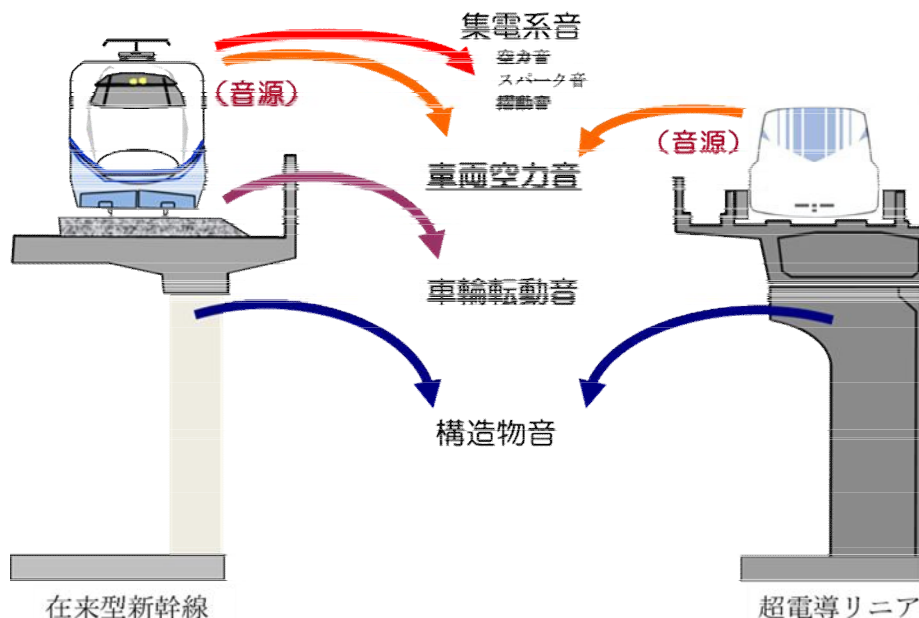 集電系音
空力音
スパーク音
摺動音
（音源）
（音源）
車両空力音
車輪転動音
構造物音
在来型新幹線
超電導リニア